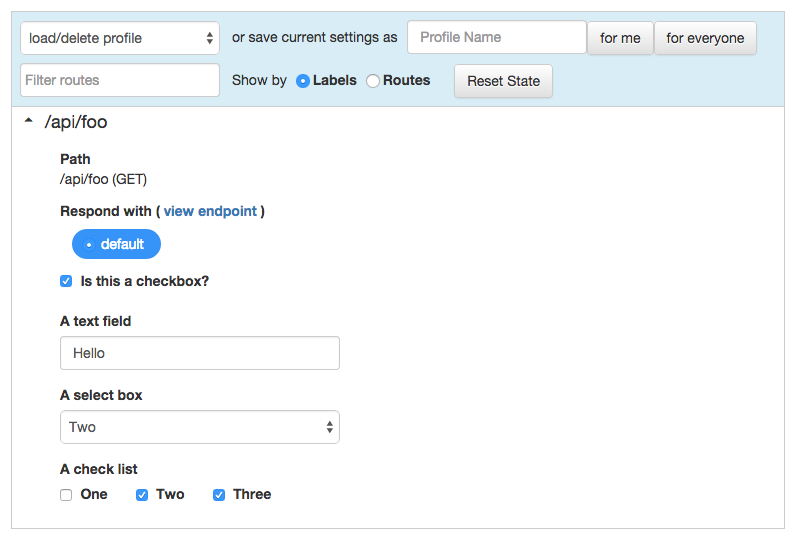 load/delete profile or save current settings as Profile Name for me for everyone
Filter routes Show by Labels Routes Reset State
/api/foo
Path
/api/foo (GET)
Respond with ( view endpoint )
default
Is this a checkbox?
A text field
Hello
A select box
Two
A check list
One Two Three